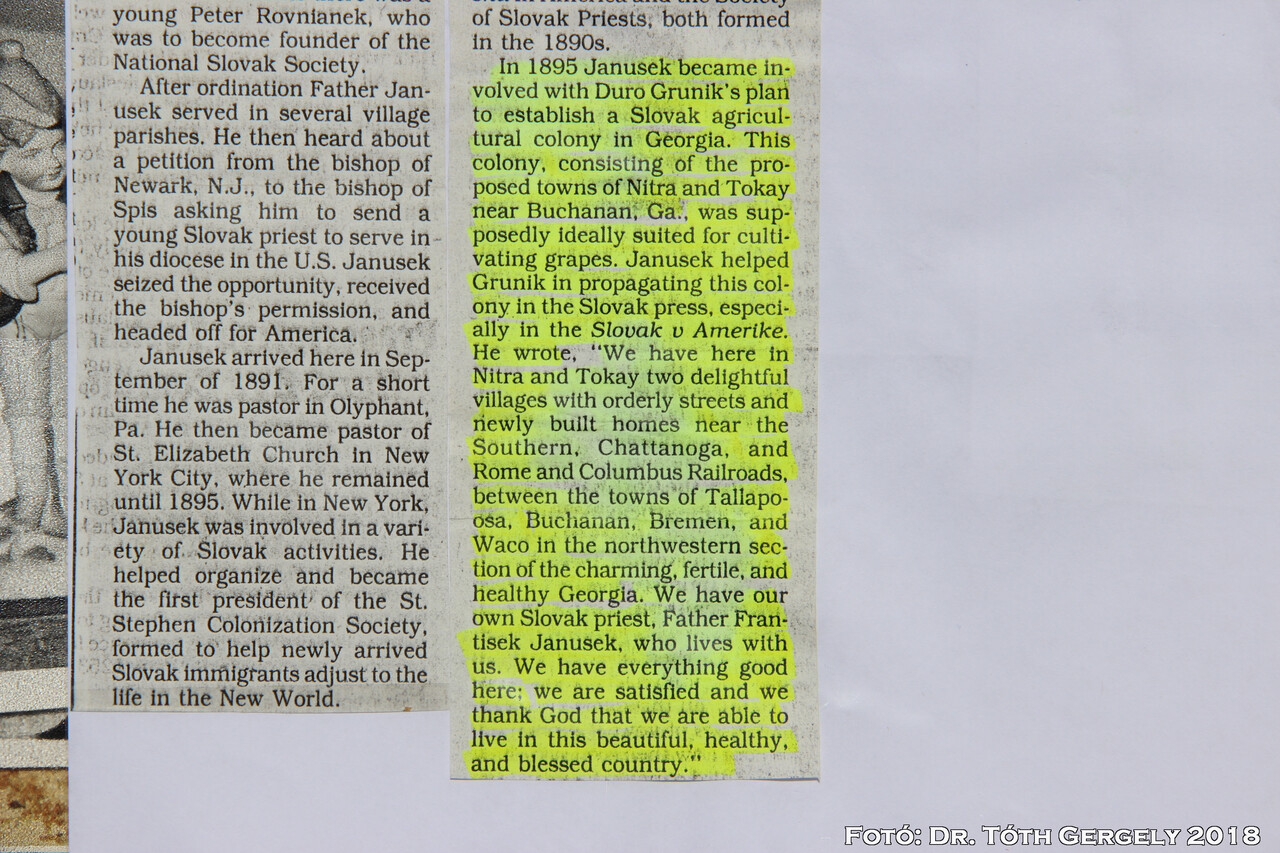 young Peter Rovnianek, who
was to become founder of the
National Slovak Society.
After ordination Father Jan-
usek served in several village
parishes. He then heard about
a petition from the bishop of
Newark, N.J., to the bishop of
Spis asking him to send a
young Slovak priest to serve in
his diocese in the U.S. Janusek
seized the opportunity, received
the bishop's permission, and
headed off for America.
Janusek arrived here in Sep-
tember of 1891. For a short
time he was pastor in Olyphant,
Pa. He then became pastor of
St. Elizabeth Church in New
York City, where he remained
until 1895. While in New York,
Janusek was involved in a vari-
ety of Slovak activities. He
helped organize and became
the first president of the St.
Stephen Colonization Society,
formed to help newly arrived
Slovak immigrants adjust to the
life in the New World.
of Slovak Priests, both formed
in the 1890s.
In 1895 Janusek became in-
volved with Duro Grunik's plan
to establish a Slovak agricul-
tural colony in Georgia. This
colony, consisting of the pro-
posed towns of Nitra and Tokay
near Buchanan, Ga., was sup-
posedly ideally suited for culti-
vating grapes. Janusek helped
Grunik in propagating this col-
ony in the Slovak press, especi-
ally in the Slovak v Amerike.
He wrote, "We have here in
Nitra and Tokay two delightful
villages with orderly streets and
newly built homes near the
Southern, Chattanoga, and
Rome and Columbus Railroads,
between the towns of Tallapo-
osa, Buchanan, Bremen, and
Waco in the northwestern sec-
tion of the charming, fertile, and
healthy Georgia. We have our
own Slovak priest, Father Fran-
tisek Janusek, who lives with
us. We have everything good
here; we are satisfied and we
thank God that we are able to
live in this beautiful, healthy,
and blessed country."
Fotó: Dr. Tóth Gergely 2018